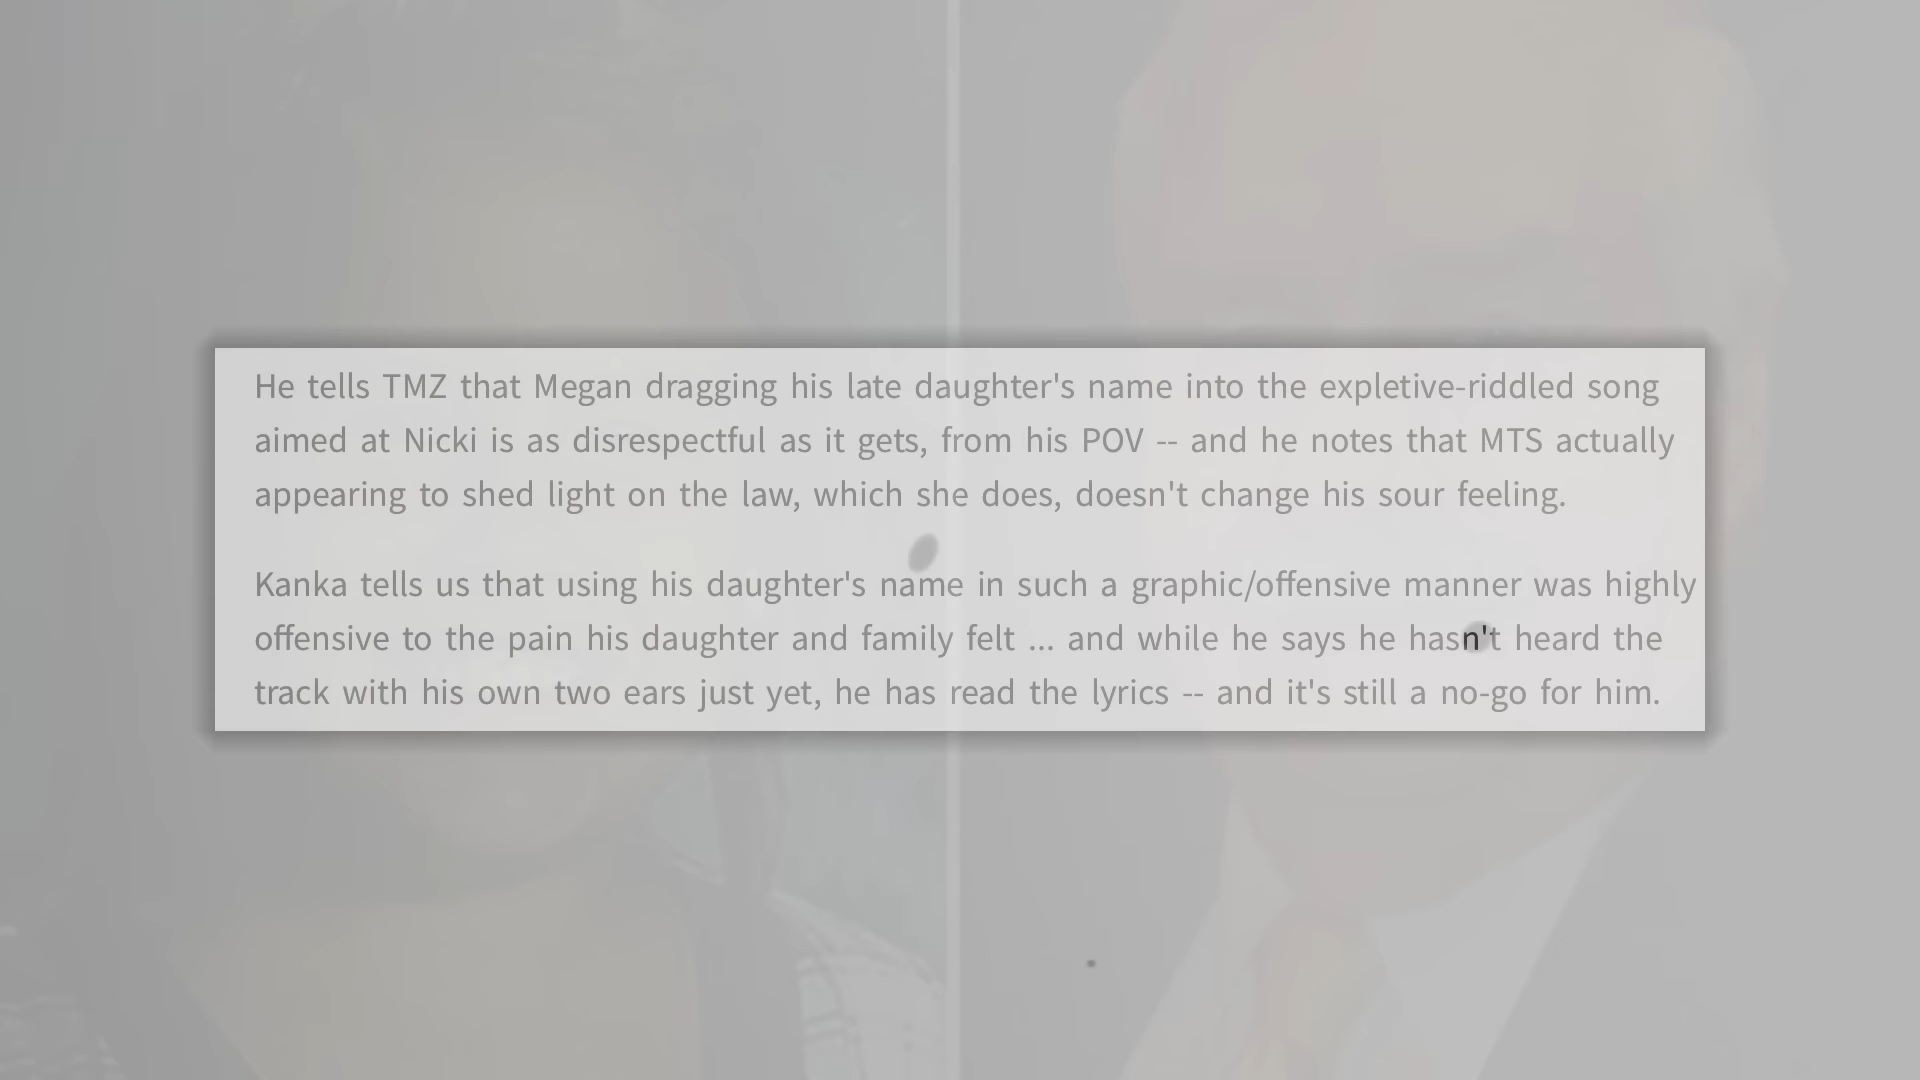 He tells TMZ that Megan dragging his late daughter's name into the expletive-riddled song
aimed at Nicki is as disrespectful as it gets, from his POV -- and he notes that MTS actually
appearing to shed light on the law, which she does, doesn't change his sour feeling.
Kanka tells us that using his daughter's name in such a graphic/offensive manner was highly
offensive to the pain his daughter and family felt ... and while he says he hasn't heard the
track with his own two ears just yet, he has read the lyrics -- and it's still a no-go for him.